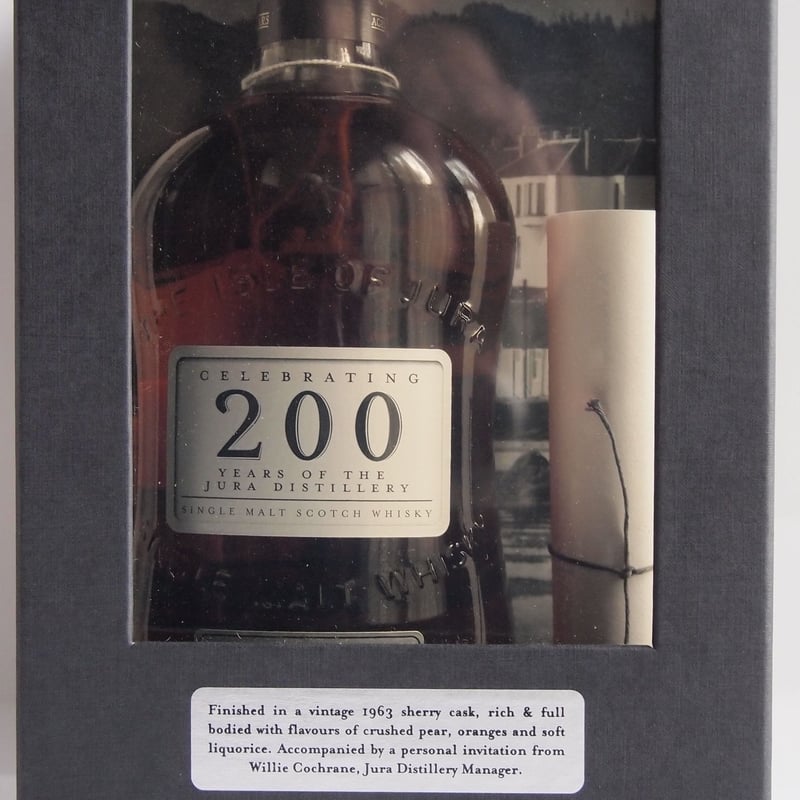 ISLE OF JURA
CELEBRATING
200
YEARS OF THE
JURA DISTILLERY
SINGLE MALT SCOTCH WHISKY
MALT WHISKY
Finished in a vintage 1963 sherry cask, rich & full
bodied with flavours of crushed pear, oranges and soft
liquorice. Accompanied by a personal invitation from
Willie Cochrane, Jura Distillery Manager.